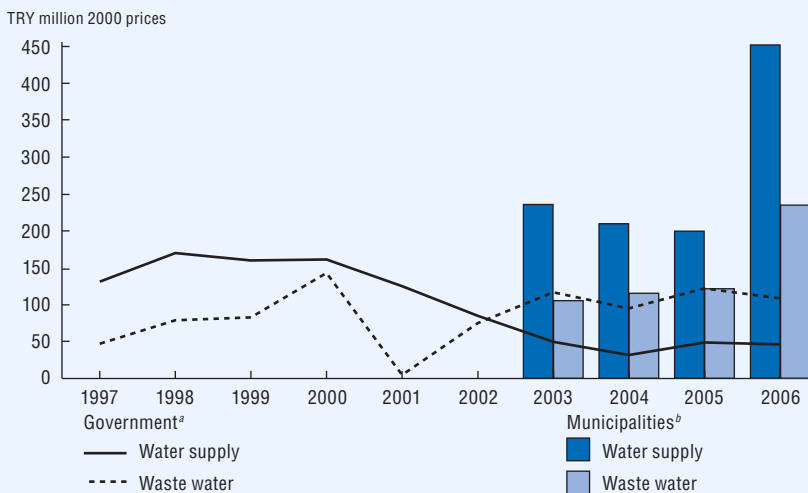 TRY million 2000 prices
450
400
350
300
250
200
150
100
50
0
1997 1998 1999 2000 2001 2002 2003 2004 2005 2006
Government^a Municipalities^b
Water supply Water supply
Waste water Waste water